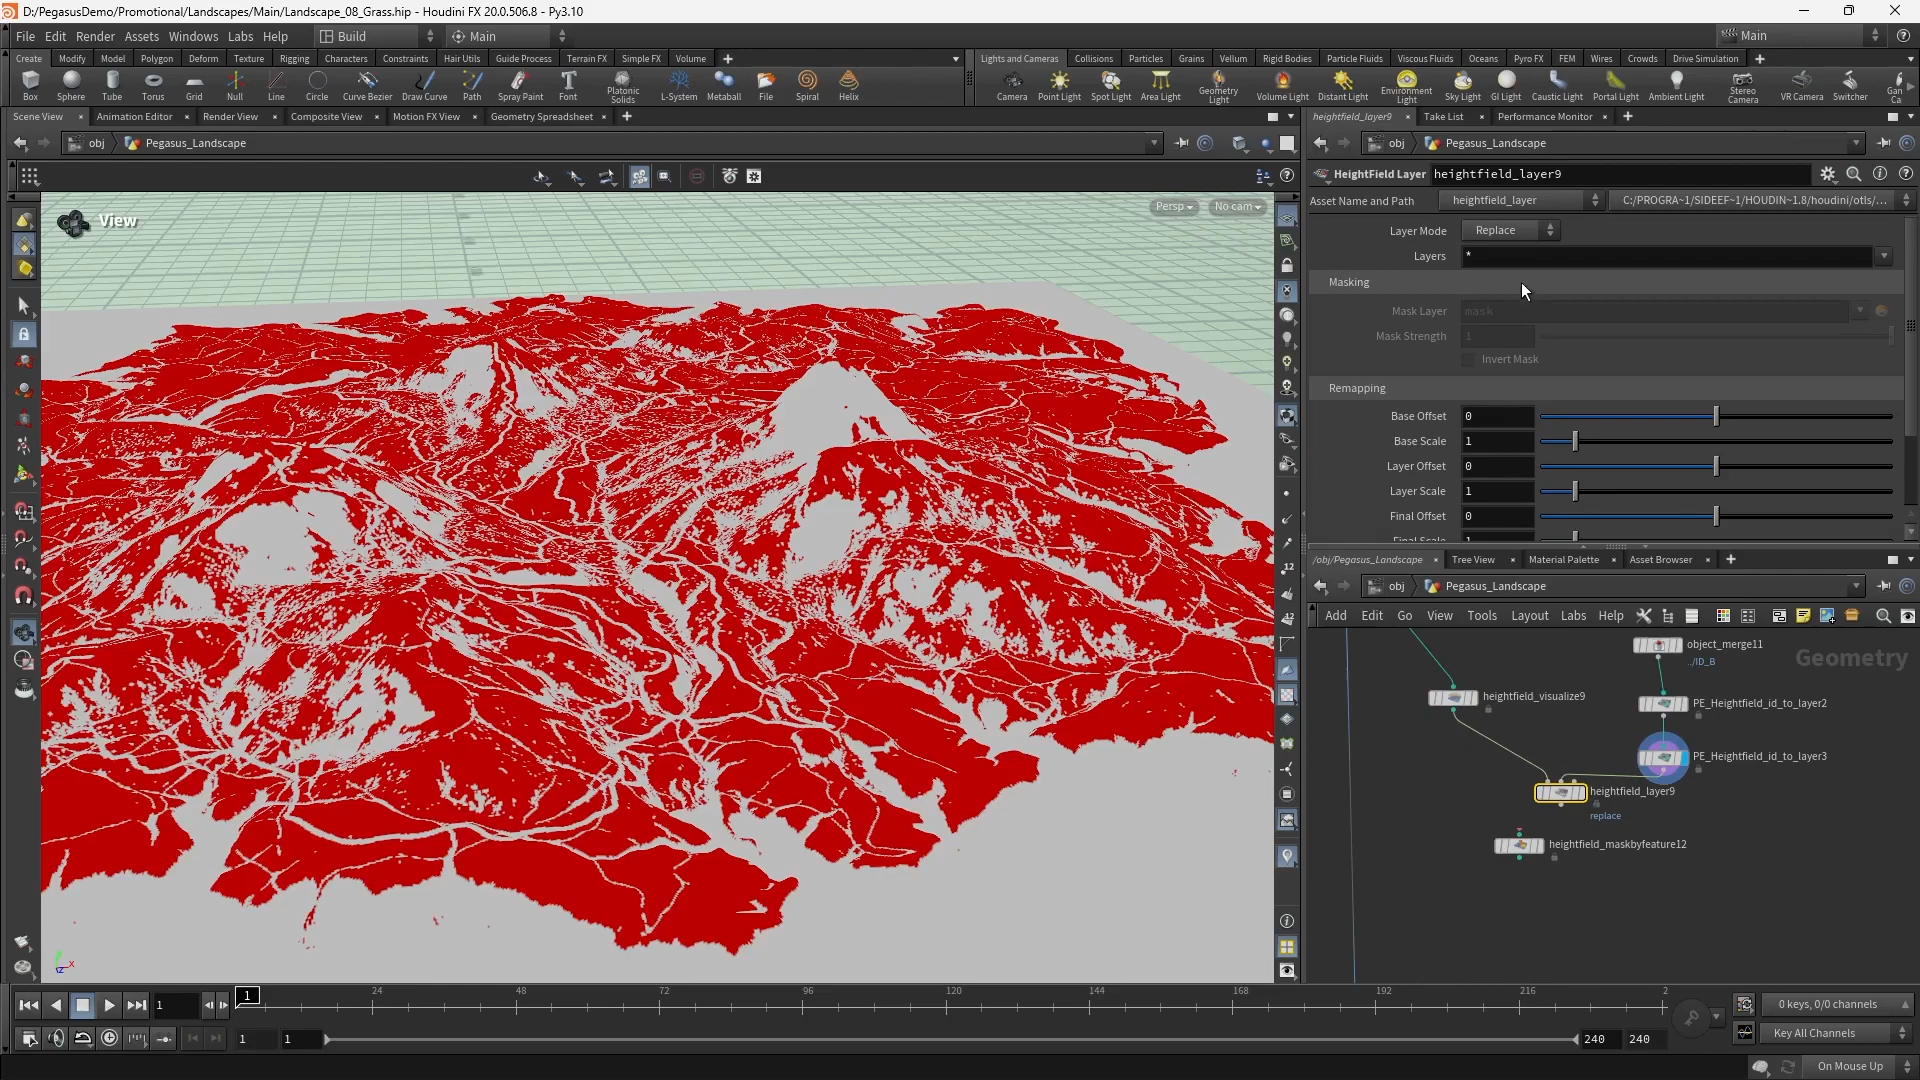 D:/PegasusDemo/Promotional/Landscapes/Main/Landscape_08_Grass.hip - Houdini FX 20.0.506.8 - Py3.10
File Edit Render Assets Windows Labs Help Build Main Main
Create Modify Model Polygon Deform Texture Rigging Characters Constraints Hair Utils Guide Process Terrain FX Simple FX Volume
Lights and Cameras Collisions Particles Grains Vellum Rigid Bodies Particle Fluids Viscous Fluids Oceans Pyro FX FEM Wires Crowds Drive Simulation
Box Sphere Tube Torus Grid Null Line Circle Curve Bezier Draw Curve Path Spray Paint Font Platonic Solids L-System Metaball File Spiral Helix
Camera Point Light Spot Light Area Light Geometry Light Volume Light Distant Light Environment Light Sky Light GI Light Caustic Light Portal Light Ambient Light Stereo Camera VR Camera Switcher Gan Ca
Scene View Animation Editor Render View Composite View Motion FX View Geometry Spreadsheet
heightfield_layer9 Take List Performance Monitor
obj Pegasus_Landscape
obj Pegasus_Landscape
HeightField Layer heightfield_layer9
Asset Name and Path heightfield_layer C:/PROGRA~1/SIDEEF~1/HOUDIN~1.8/houdini/otls/...
View
Persp
No cam
Layer Mode Replace
Layers *
Masking
Mask Layer mask
Mask Strength 1
Invert Mask
Remapping
Base Offset 0
Base Scale 1
Layer Offset 0
Layer Scale 1
Final Offset 0
Final Scale 1
/obj/Pegasus_Landscape Tree View Material Palette Asset Browser
obj Pegasus_Landscape
Add Edit Go View Tools Layout Labs Help
Geometry
object_merge11
../ID_B
heightfield_visualize9
PE_Heightfield_id_to_layer2
PE_Heightfield_id_to_layer3
heightfield_layer9
replace
heightfield_maskbyfeature12
12
42
z x
1 1 24 48 72 96 120 144 168 192 216 2
0 keys, 0/0 channels
1 1 240 240
Key All Channels
On Mouse Up